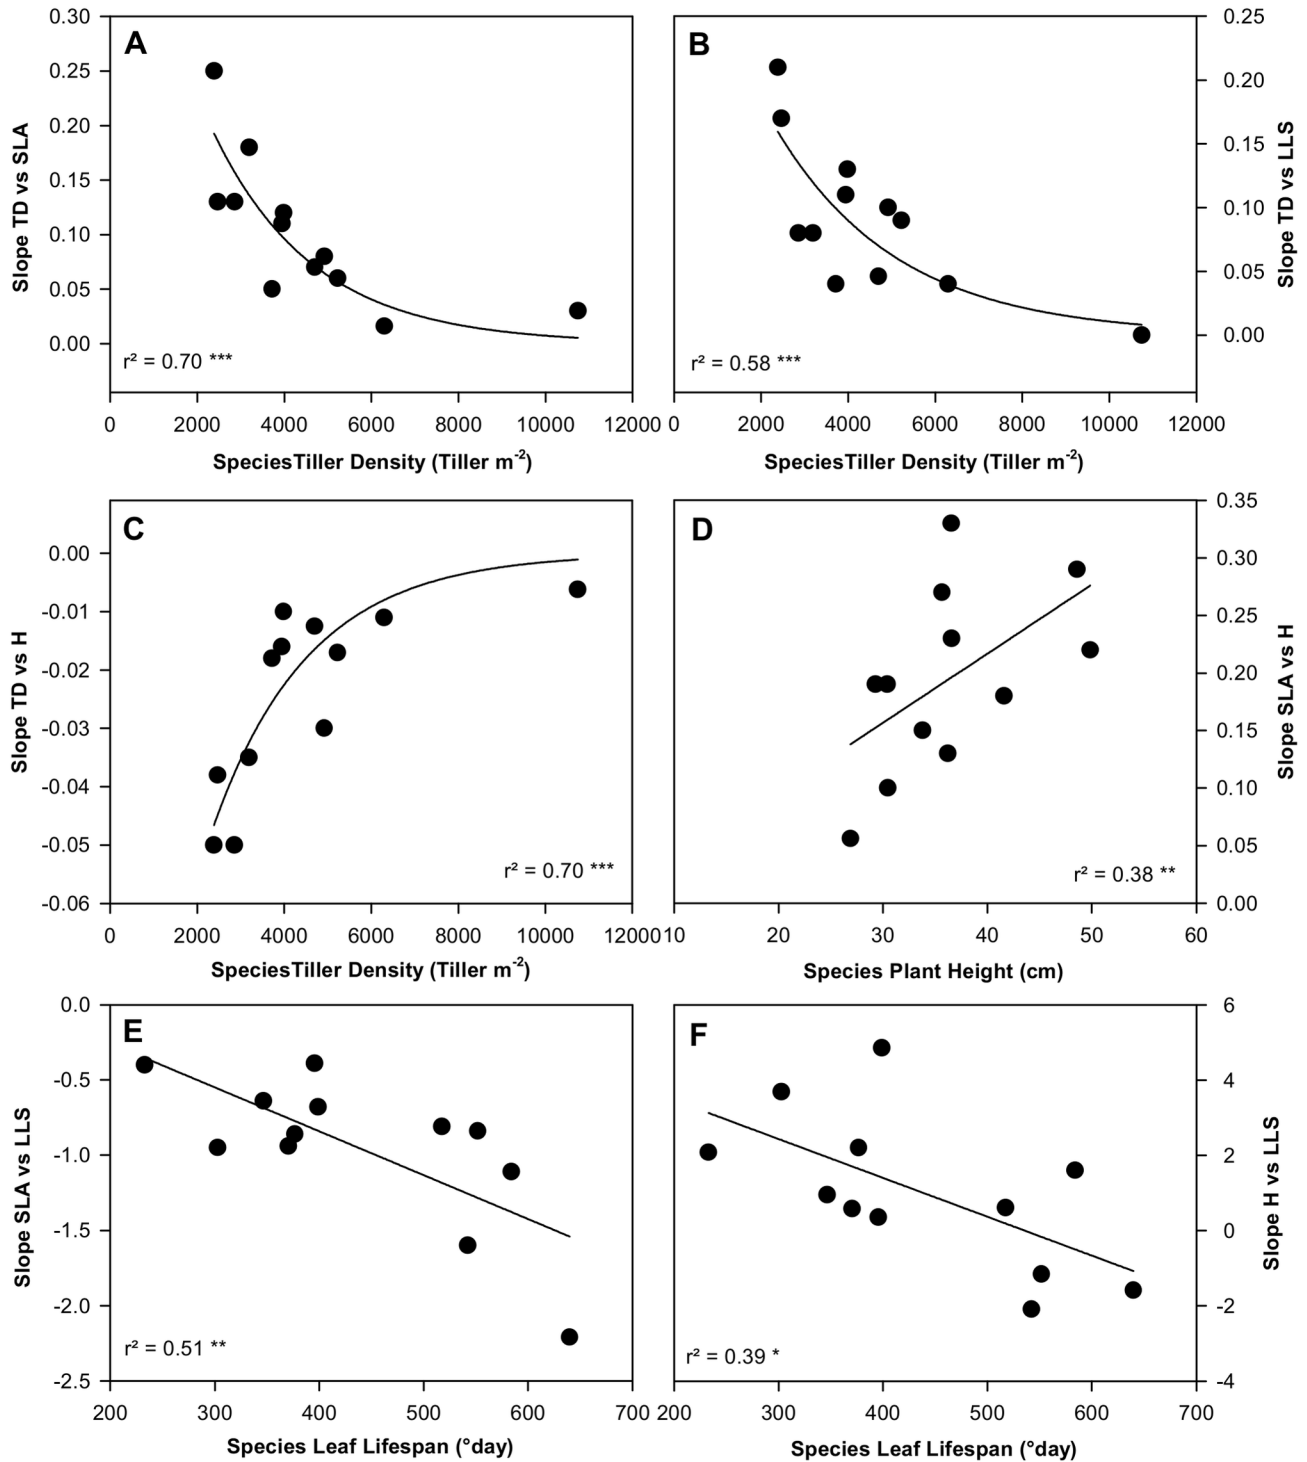 A
0.30
0.25
0.20
0.15
0.10
0.05
0.00
Slope TD vs SLA
r² = 0.70 ***
0 2000 4000 6000 8000 10000 12000
SpeciesTiller Density (Tiller m-2)
B
0.25
0.20
0.15
0.10
0.05
0.00
Slope TD vs LLS
r² = 0.58 ***
0 2000 4000 6000 8000 10000 12000
SpeciesTiller Density (Tiller m-2)
C
0.00
-0.01
-0.02
-0.03
-0.04
-0.05
-0.06
Slope TD vs H
r² = 0.70 ***
0 2000 4000 6000 8000 10000 12000
SpeciesTiller Density (Tiller m-2)
D
0.35
0.30
0.25
0.20
0.15
0.10
0.05
0.00
Slope SLA vs H
r² = 0.38 **
10 20 30 40 50 60
Species Plant Height (cm)
E
0.0
-0.5
-1.0
-1.5
-2.0
-2.5
Slope SLA vs LLS
r² = 0.51 **
200 300 400 500 600 700
Species Leaf Lifespan (°day)
F
6
4
2
0
-2
-4
Slope H vs LLS
r² = 0.39 *
200 300 400 500 600 700
Species Leaf Lifespan (°day)